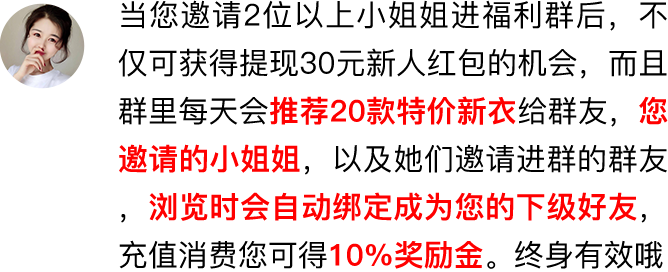 当您邀请2位以上小姐姐进福利群后，不
仅可获得提现30元新人红包的机会，而且
群里每天会推荐20款特价新衣给群友，您
邀请的小姐姐，以及她们邀请进群的群友
，浏览时会自动绑定成为您的下级好友，
充值消费您可得10%奖励金。终身有效哦